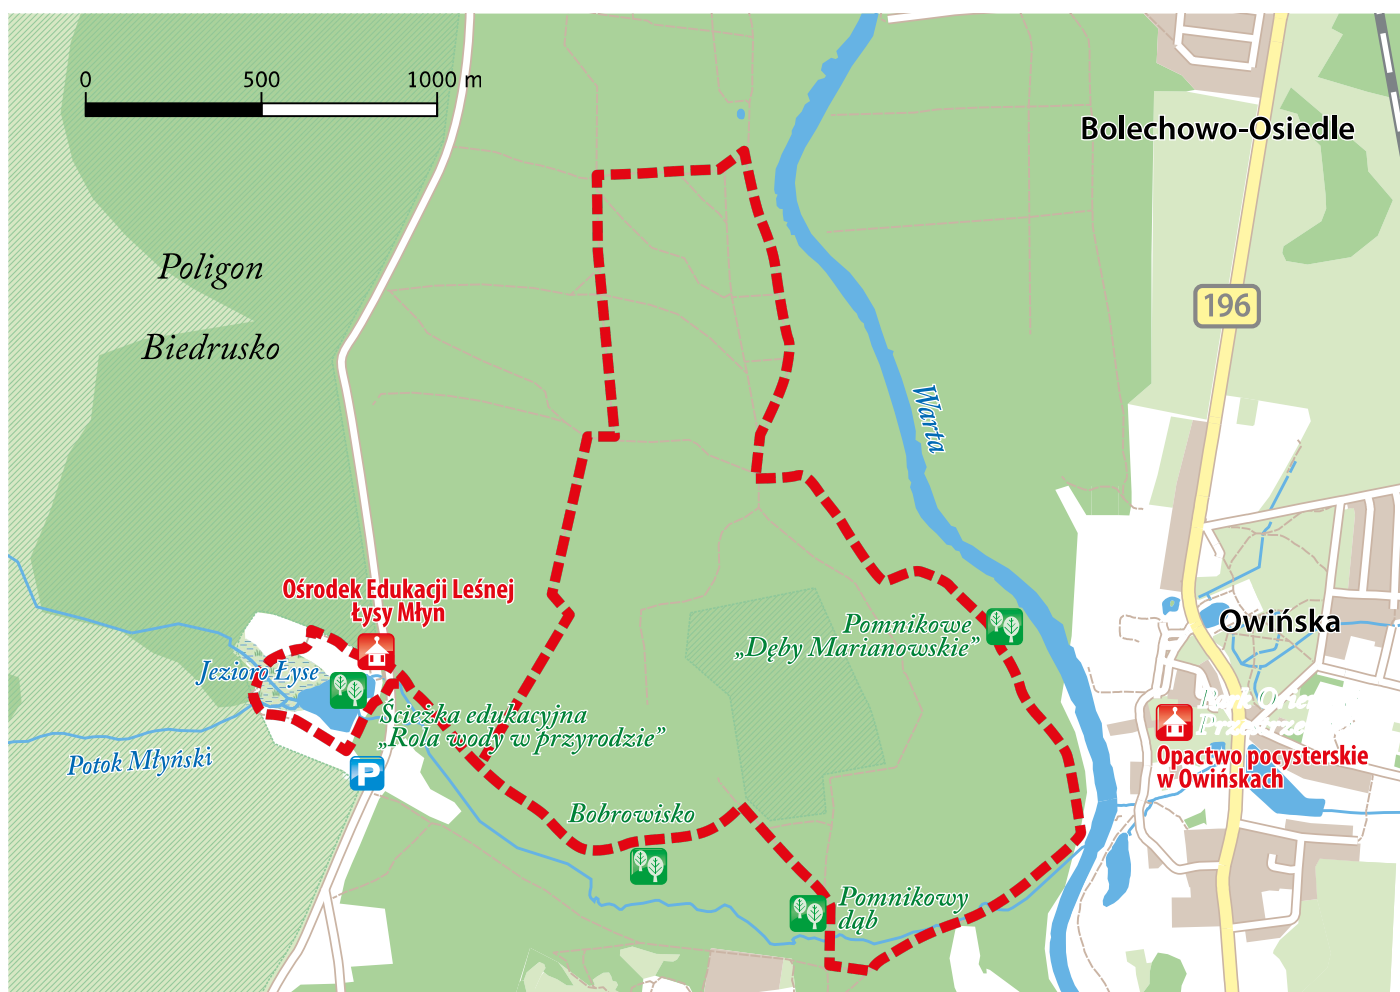 0 500 1000 m
Bolechowo-Osiedle
Poligon
Biedrusko
196
Warta
Ośrodek Edukacji Leśnej
Łysy Młyn
Pomnikowe
„Dęby Marianowskie”
Owińska
Jezioro Łyse
Park
Ścieżka edukacyjna
„Rola wody w przyrodzie”
Opactwo pocysterskie
w Owińskach
Potok Młyński
P
Bobrowisko
Pomnikowy
dąb